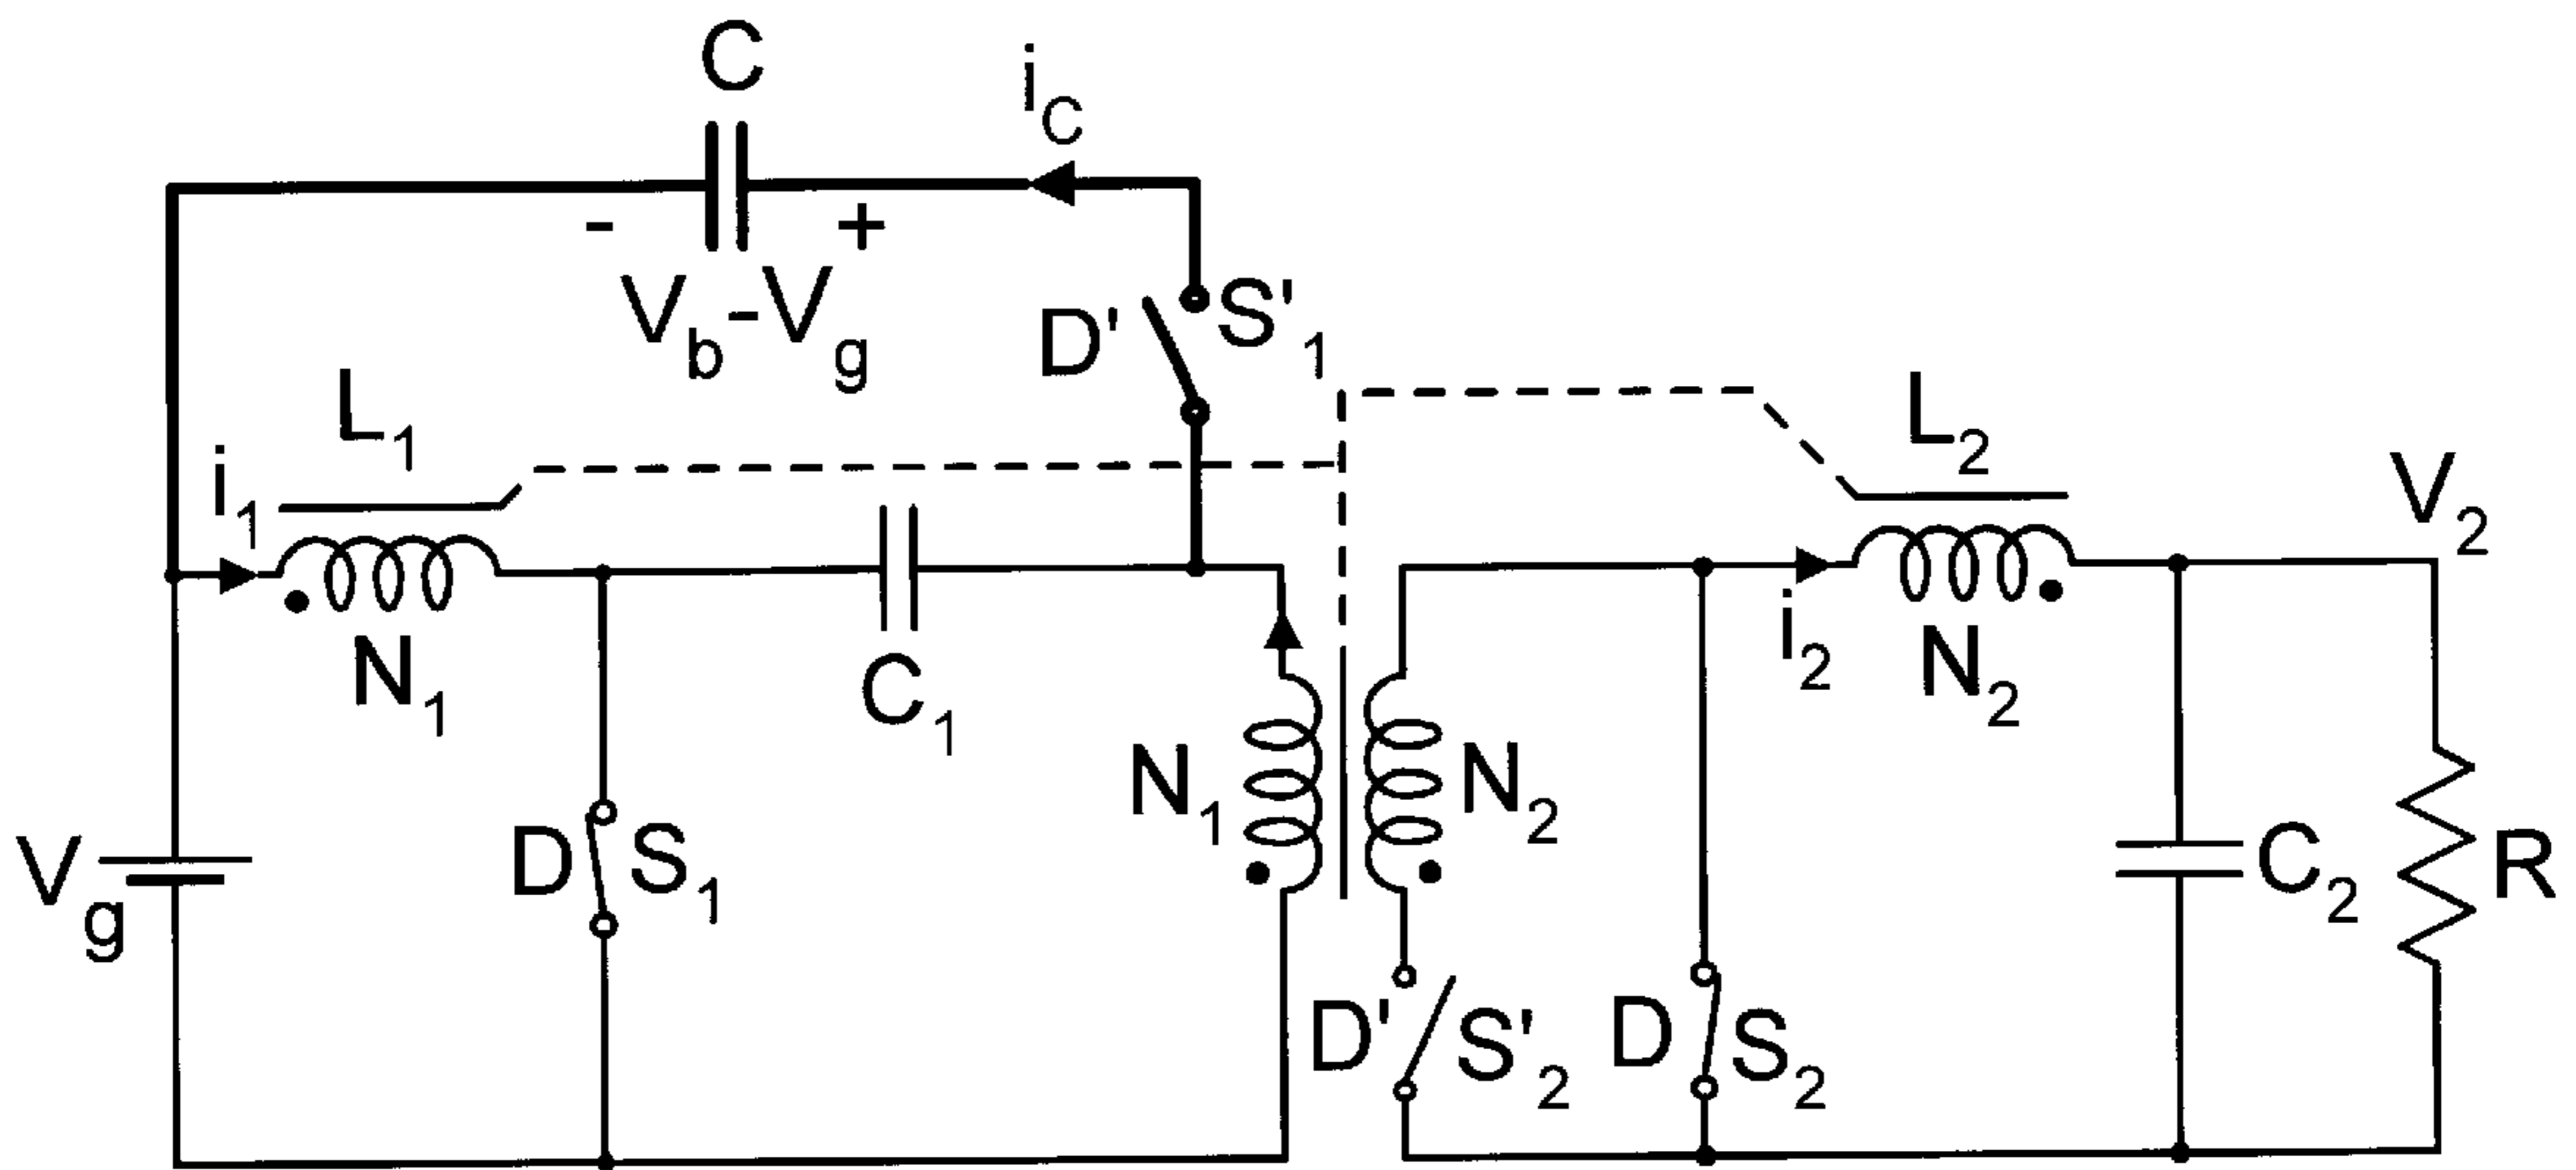 C
i_C
- +
V_b-V_g
D' S'_1
L_1
L_2
i_1
V_2
N_1
C_1
i_2
N_2
N_1
N_2
V_g
D S_1
D' S'_2
D S_2
C_2
R